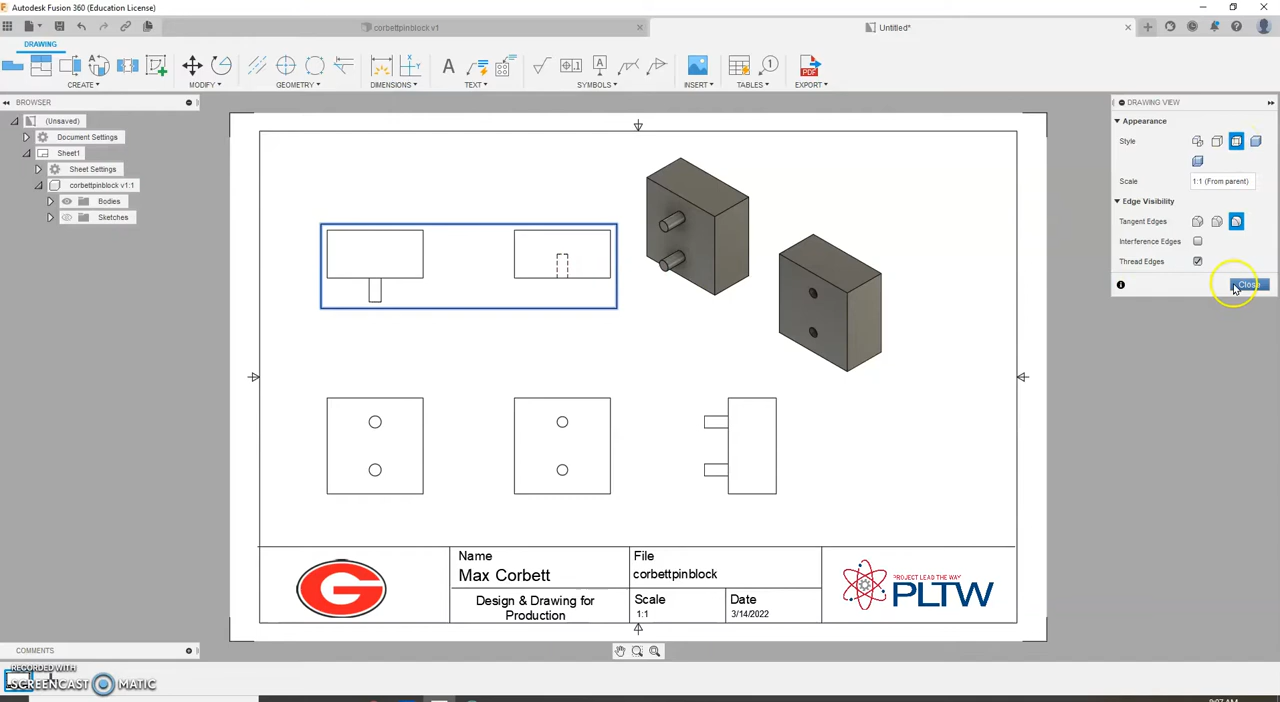 Autodesk Fusion 360 (Education License)
corbettpinblock v1
Untitled*
DRAWING
CREATE
MODIFY
GEOMETRY
DIMENSIONS
TEXT
SYMBOLS
INSERT
TABLES
EXPORT
PDF
BROWSER
(Unsaved)
Document Settings
Sheet1
Sheet Settings
corbettpinblock v1:1
Bodies
Sketches
DRAWING VIEW
Appearance
Style
Scale
1:1 (From parent)
Edge Visibility
Tangent Edges
Interference Edges
Thread Edges
Close
G
Name
Max Corbett
Design & Drawing for
Production
File
corbettpinblock
Scale
1:1
Date
3/14/2022
PROJECT LEAD THE WAY
PLTW
COMMENTS
RECORDED WITH
SCREENCAST MATIC